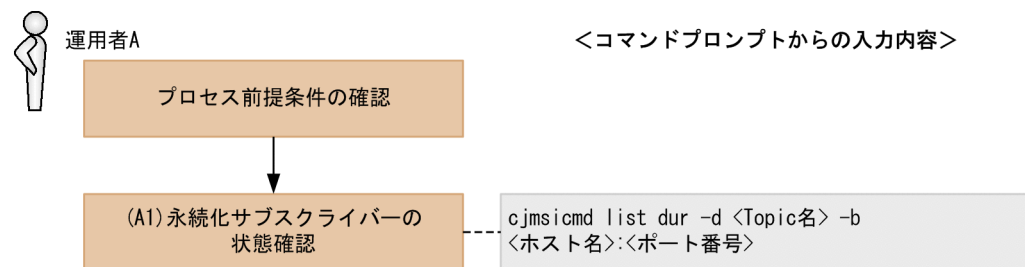 運用者A
<コマンドプロンプトからの入力内容>
プロセス前提条件の確認
(A1)永続化サブスクライバーの
状態確認
cjmsicmd list dur -d <Topic名> -b
<ホスト名>:<ポート番号>